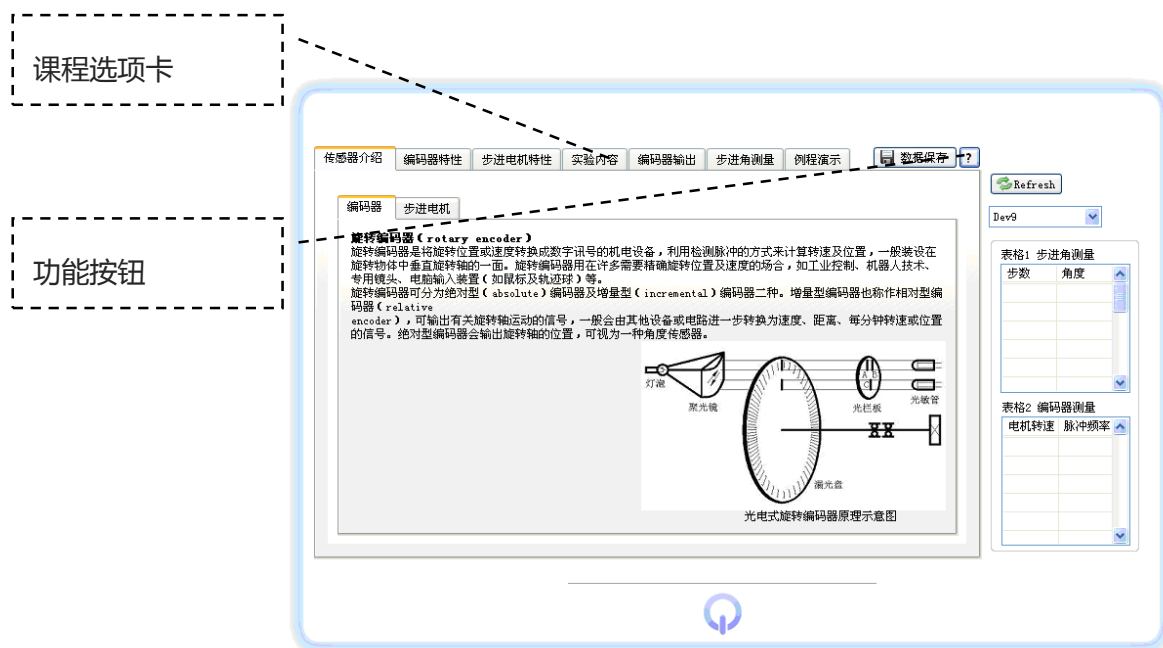 课程选项卡
功能按钮
传感器介绍 编码器特性 步进电机特性 实验内容 编码器输出 步进角测量 例程演示 数据保存 ?
Refresh
Dev9
编码器 步进电机
旋转编码器(rotary encoder)
旋转编码器是将旋转位置或速度转换成数字讯号的机电设备,利用检测脉冲的方式来计算转速及位置,一般装设在
旋转物体中垂直旋转轴的一面。旋转编码器用在许多需要精确旋转位置及速度的场合,如工业控制、机器人技术、
专用镜头、电脑输入装置(如鼠标及轨迹球)等。
旋转编码器可分为绝对型(absolute)编码器及增量型(incremental)编码器二种。增量型编码器也称作相对型编
码器(relative
encoder),可输出有关旋转轴运动的信号,一般会由其他设备或电路进一步转换为速度、距离、每分钟转速或位置
的信号。绝对型编码器会输出旋转轴的位置,可视为一种角度传感器。
灯泡
聚光镜
A B
C
光栏板
光敏管
漏光盘
光电式旋转编码器原理示意图
表格1 步进角测量
步数 角度
表格2 编码器测量
电机转速 脉冲频率